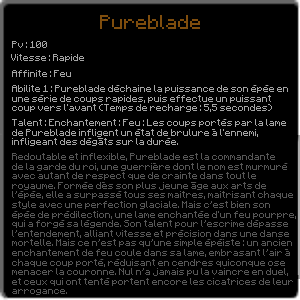 Pureblade
Pv:100
Vitesse: Rapide
Affinite: Feu
Abilite 1: Pureblade déchaine la puissance de son épée en
une série de coups rapides, puis effectue un puissant
coup vers l'avant (Temps de recharge: 5,5 secondes)
Talent: Enchantement: Feu: Les coups portés par la lame
de Pureblade infligent un état de brulure à l'ennemi,
infligeant des dégâts sur la durée.
Redoutable et inflexible, Pureblade est la commandante
de la garde du roi, une guerrière dont le nom est murmuré
avec autant de respect que de crainte dans tout le
royaume. Formée dès son plus jeune âge aux arts de
l'épée, elle a surpassé tous ses maîtres, maîtrisant chaque
style avec une perfection glaciale. Mais c'est bien son
épée de prédilection, une lame enchantée d'un feu pourpre,
qui a forgé sa légende. Son talent pour l'escrime dépasse
l'entendement, alliant vitesse et précision dans une danse
mortelle. Mais ce n'est pas qu'une simple épéiste: un ancien
enchantement de feu coule dans sa lame, embrasant l'air à
chaque coup porté, réduisant en cendres quiconque ose
menacer la couronne. Nul n'a jamais pu la vaincre en duel,
et ceux qui ont tenté portent encore les cicatrices de leur
arrogance.